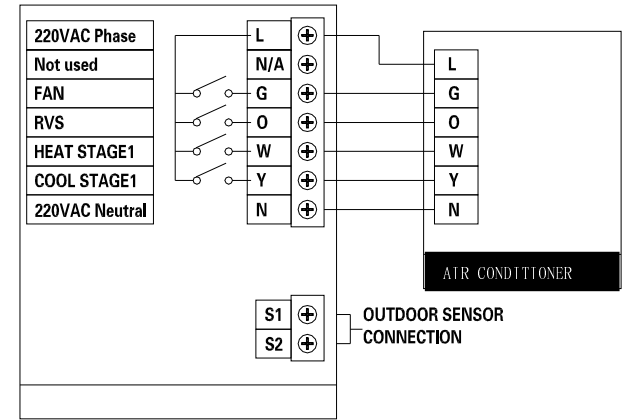 220VAC Phase L
Not used N/A L
FAN G G
RVS O O
HEAT STAGE1 W W
COOL STAGE1 Y Y
220VAC Neutral N N
AIR CONDITIONER
S1 OUTDOOR SENSOR
S2 CONNECTION